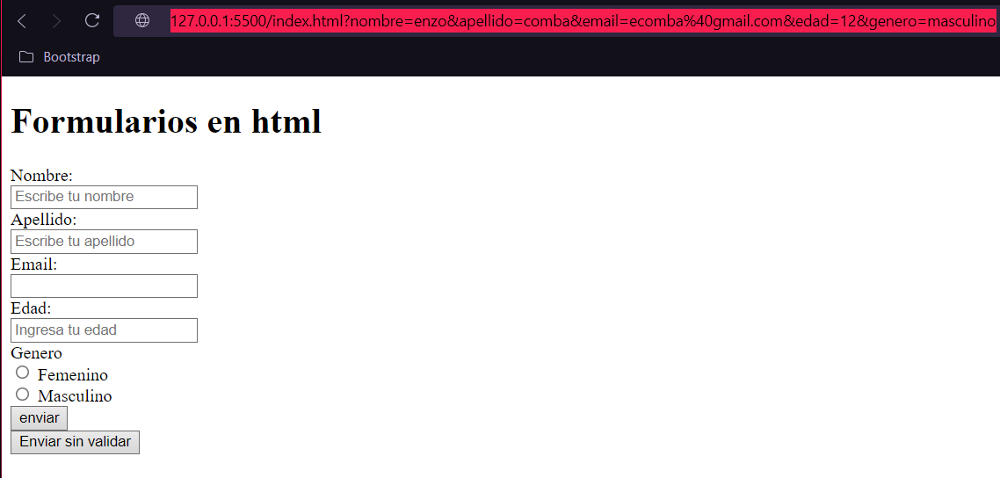 127.0.0.1:5500/index.html?nombre=enzo&apellido=comba&email=ecomba%40gmail.com&edad=12&genero=masculino
Bootstrap
Formularios en html
Nombre:
Escribe tu nombre
Apellido:
Escribe tu apellido
Email:
Edad:
Ingresa tu edad
Genero
Femenino
Masculino
enviar
Enviar sin validar